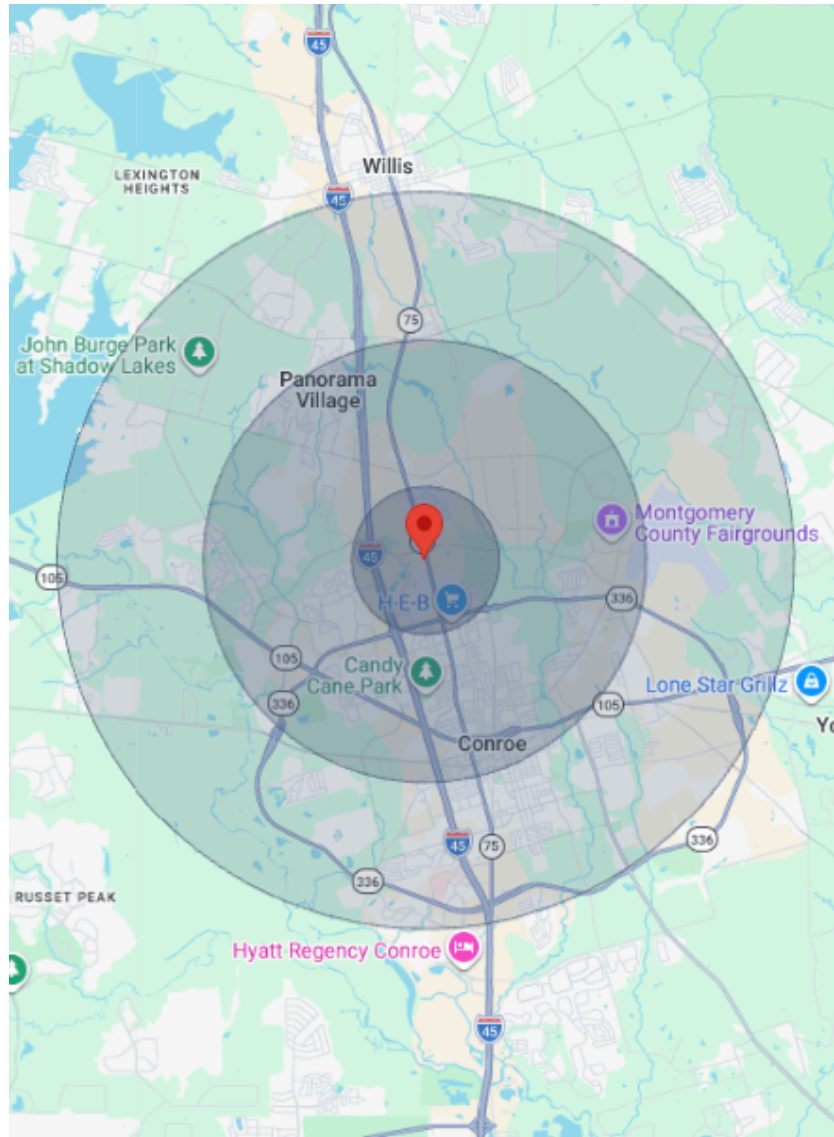 45
Willis
LEXINGTON
HEIGHTS
45
75
John Burge Park
at Shadow Lakes
Panorama
Village
Montgomery
County Fairgrounds
45
105
H-E-B
336
105
Candy
Cane Park
Lone Star Grillz
336
105
Yo
Conroe
45
75
336
336
RUSSET PEAK
Hyatt Regency Conroe
45